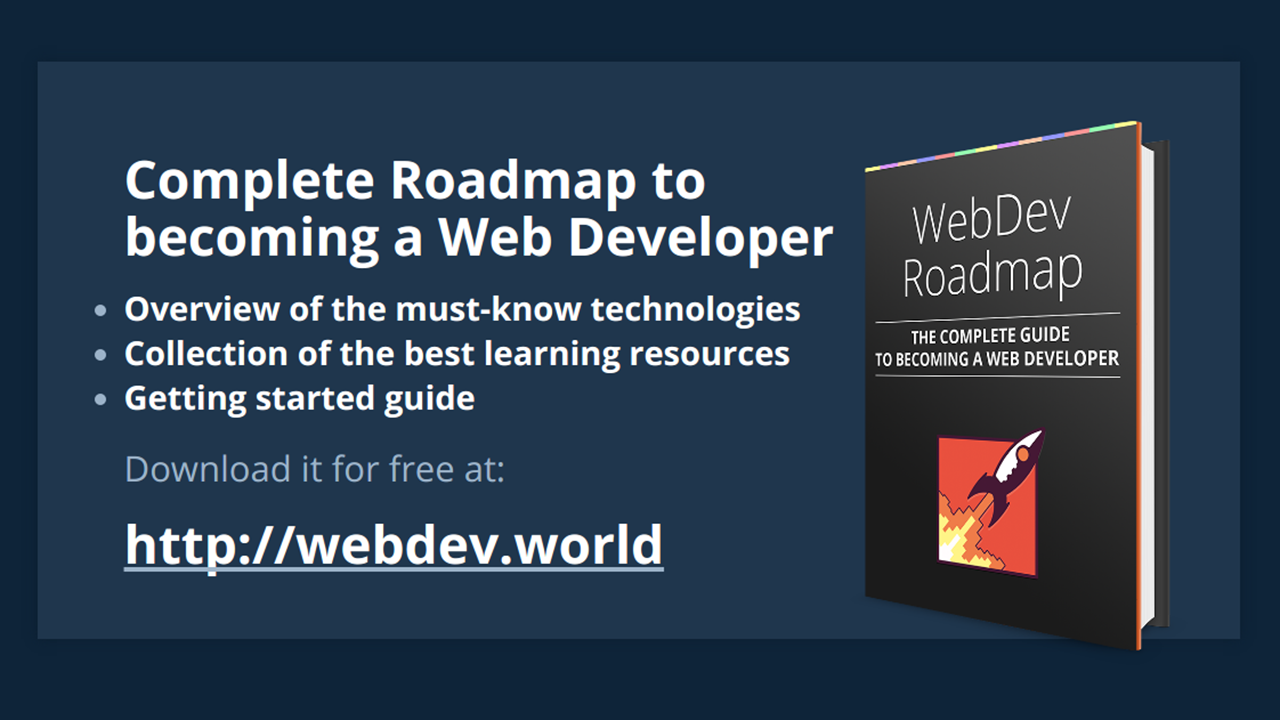 Complete Roadmap to
becoming a Web Developer
Overview of the must-know technologies
Collection of the best learning resources
Getting started guide
Download it for free at:
http://webdev.world
WebDev
Roadmap
THE COMPLETE GUIDE
TO BECOMING A WEB DEVELOPER